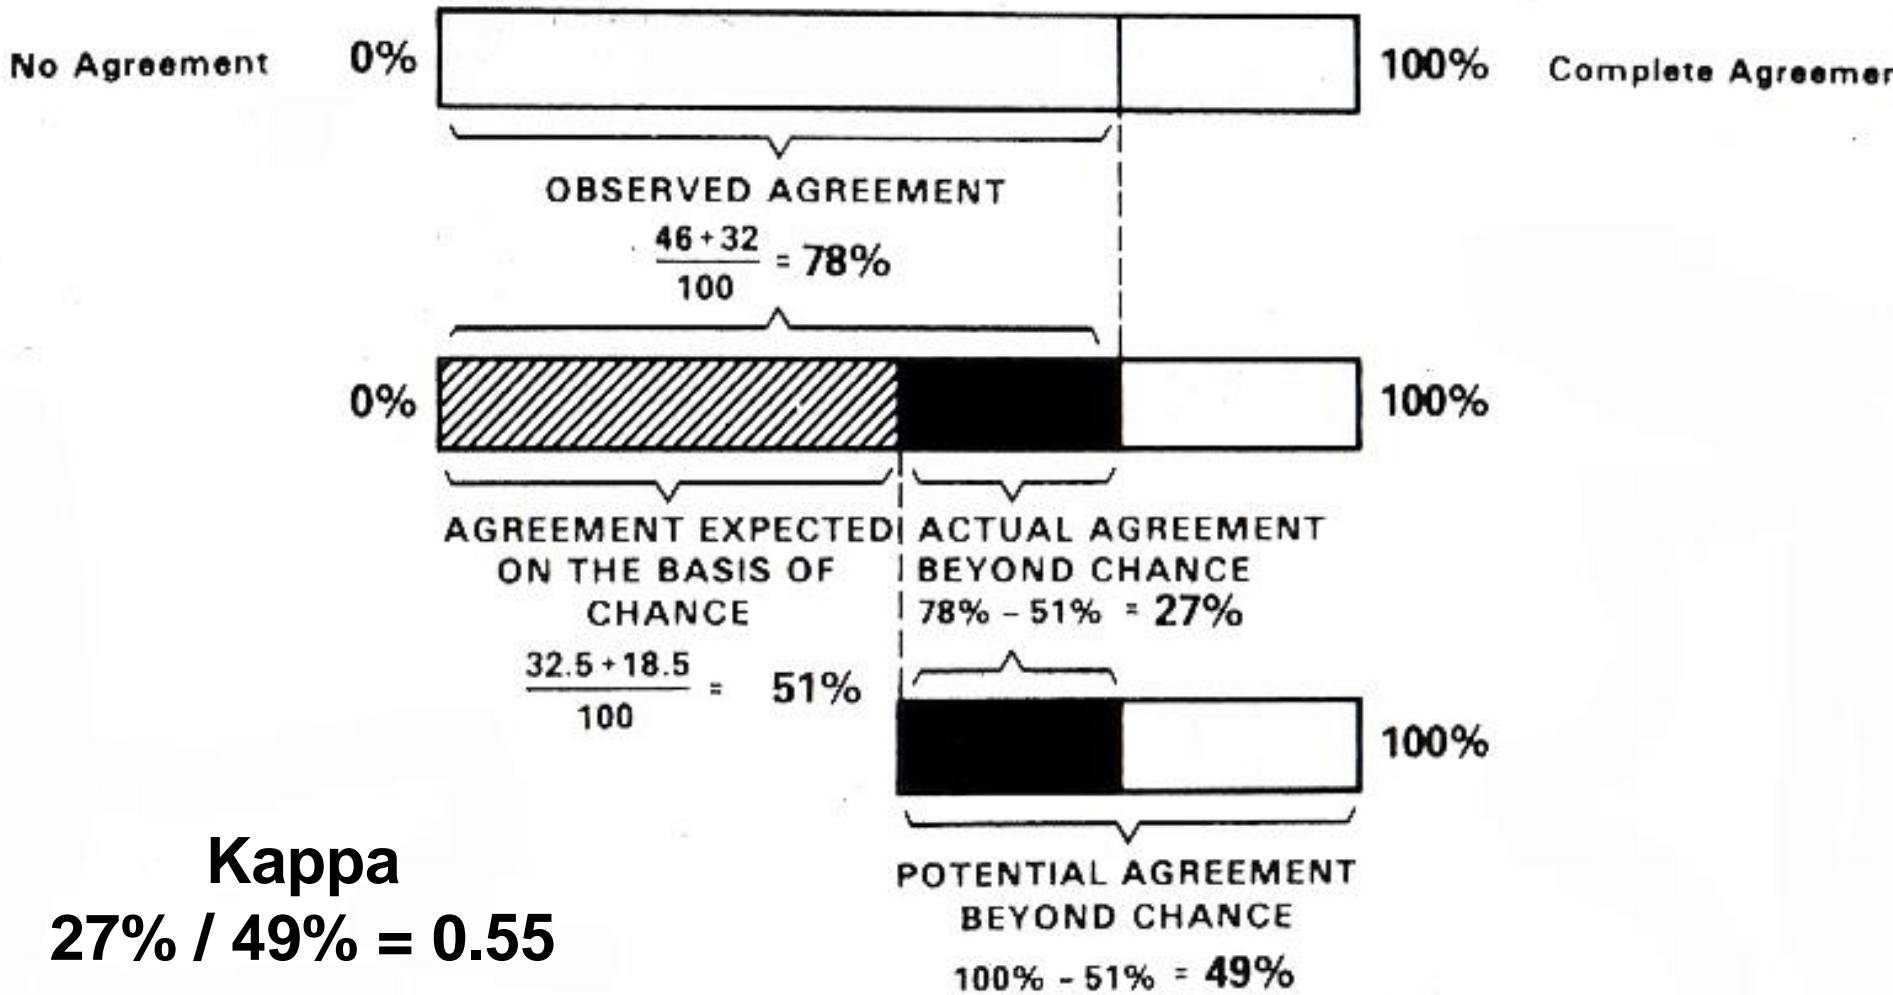 No Agreement 0% 100% Complete Agreemen
OBSERVED AGREEMENT
46 + 32
100
= 78%
0% 100%
AGREEMENT EXPECTED
ON THE BASIS OF
CHANCE
32.5 + 18.5
100
= 51%
ACTUAL AGREEMENT
BEYOND CHANCE
78% - 51% = 27%
100%
POTENTIAL AGREEMENT
BEYOND CHANCE
100% - 51% = 49%
Kappa
27% / 49% = 0.55